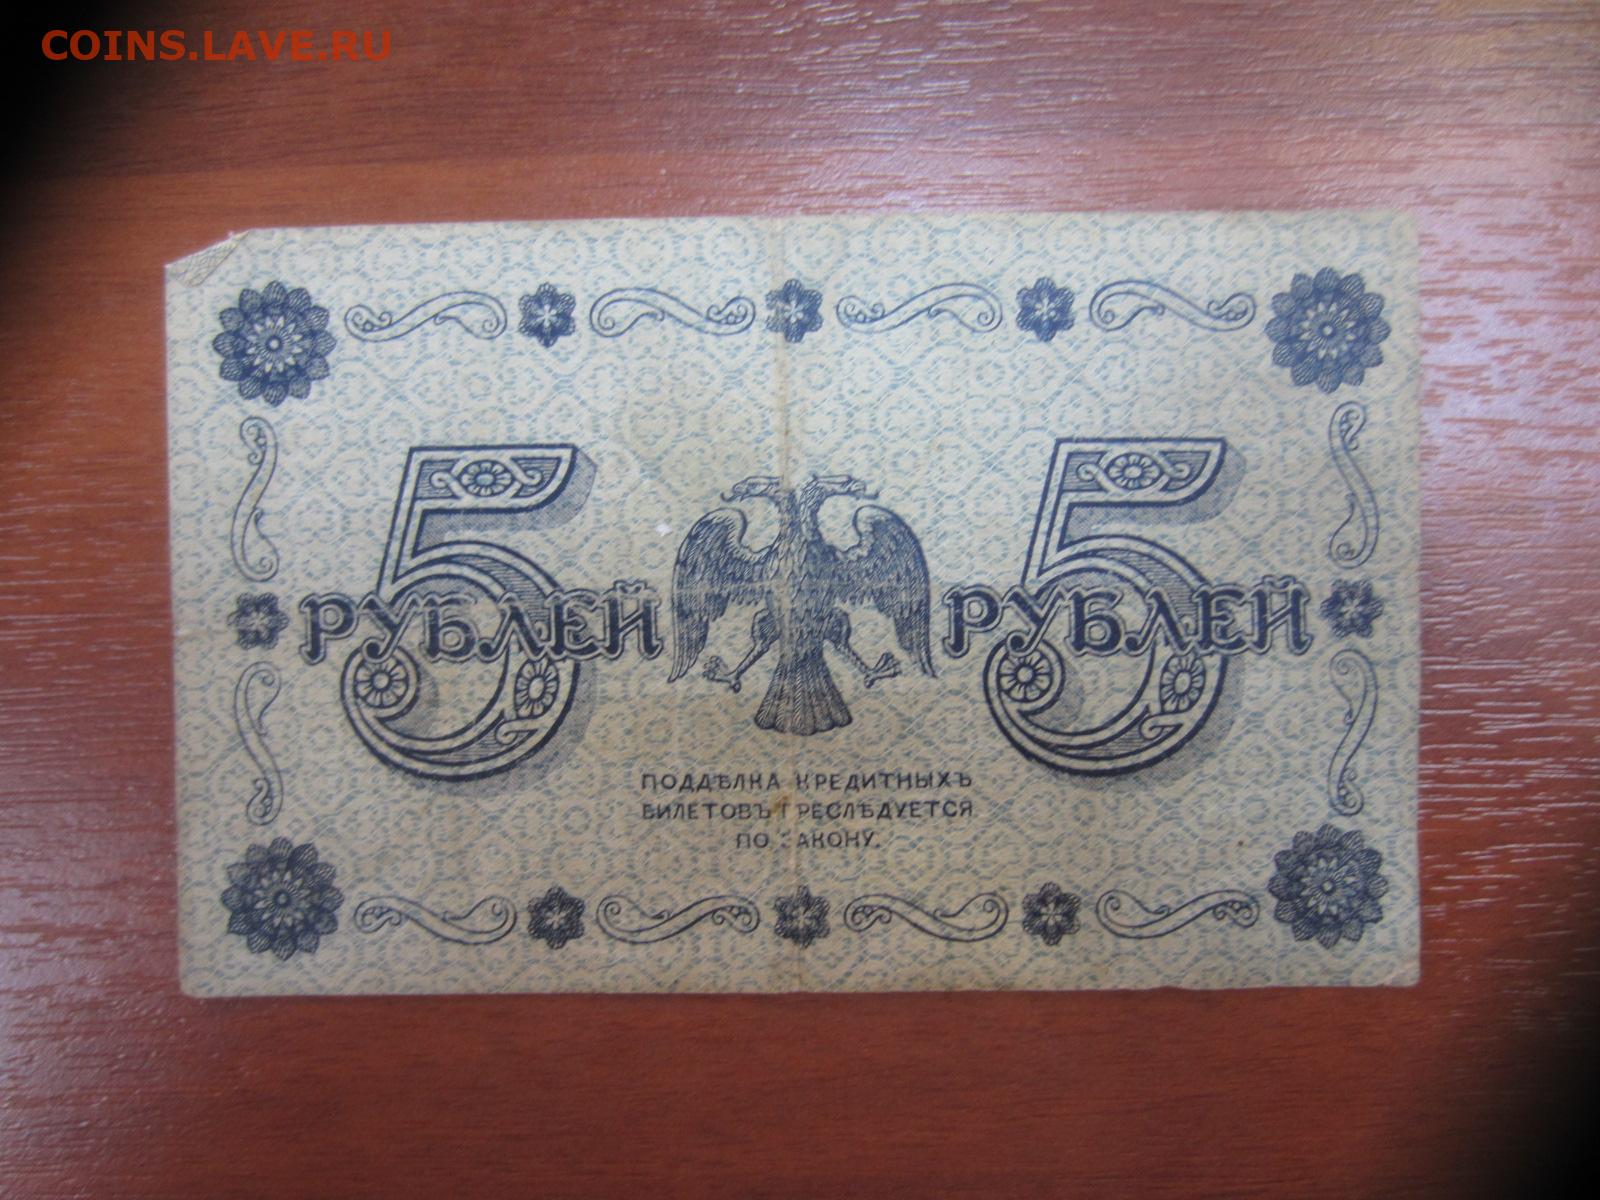 COINS.LAVE.RU
5 5
РУБЛЕЙ РУБЛЕЙ
ПОДДѢЛКА КРЕДИТНЫХЪ
БИЛЕТОВЪ ПРЕСЛѢДУЕТСЯ
ПО ЗАКОНУ.